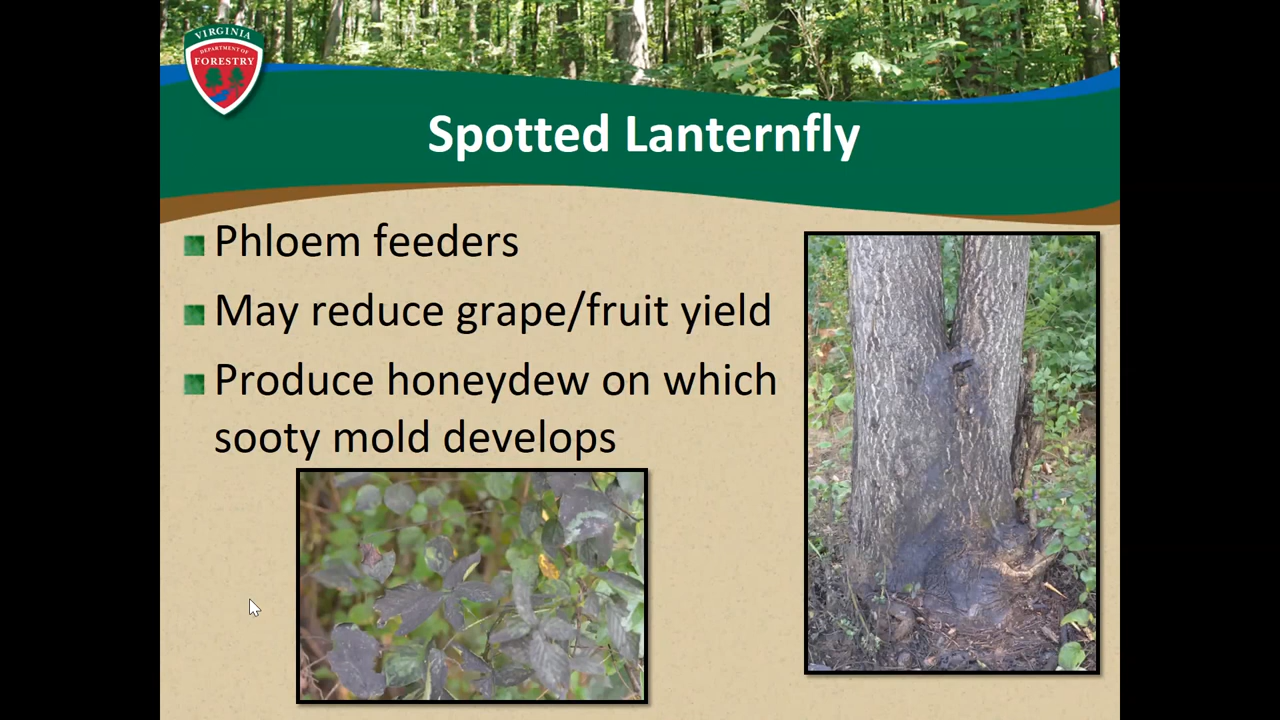 VIRGINIA
DEPARTMENT OF
FORESTRY
Spotted Lanternfly
Phloem feeders
May reduce grape/fruit yield
Produce honeydew on which
sooty mold develops